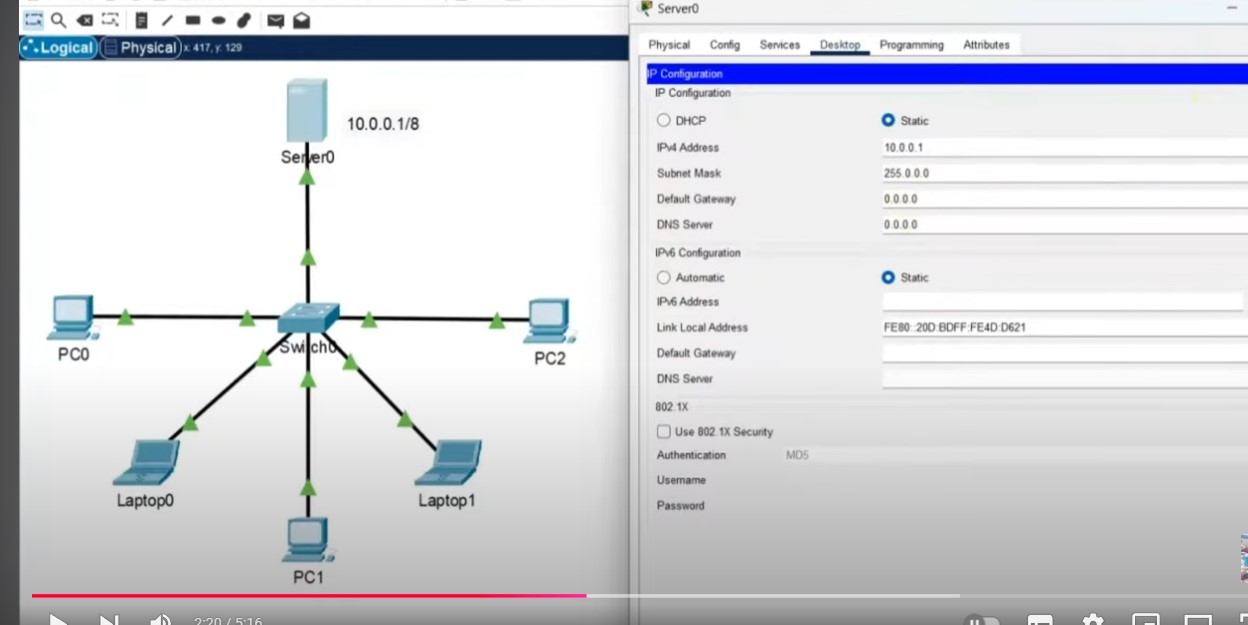 Server0
Logical
Physical
x: 417, y: 129
Physical
Config
Services
Desktop
Programming
Attributes
IP Configuration
IP Configuration
DHCP
Static
IPv4 Address
10.0.0.1
Subnet Mask
255.0.0.0
Default Gateway
0.0.0.0
DNS Server
0.0.0.0
IPv6 Configuration
Automatic
Static
IPv6 Address
Link Local Address
FE80::20D:BDFF:FE4D:D621
Default Gateway
DNS Server
802.1X
Use 802.1X Security
Authentication
MD5
Username
Password
10.0.0.1/8
Server0
PC0
Switch0
PC2
Laptop0
Laptop1
PC1
2:20 / 5:16